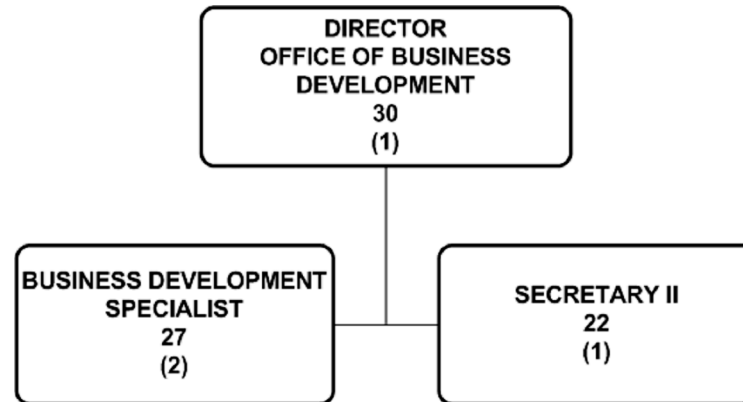 DIRECTOR
OFFICE OF BUSINESS
DEVELOPMENT
30
(1)
BUSINESS DEVELOPMENT
SPECIALIST
27
(2)
SECRETARY II
22
(1)